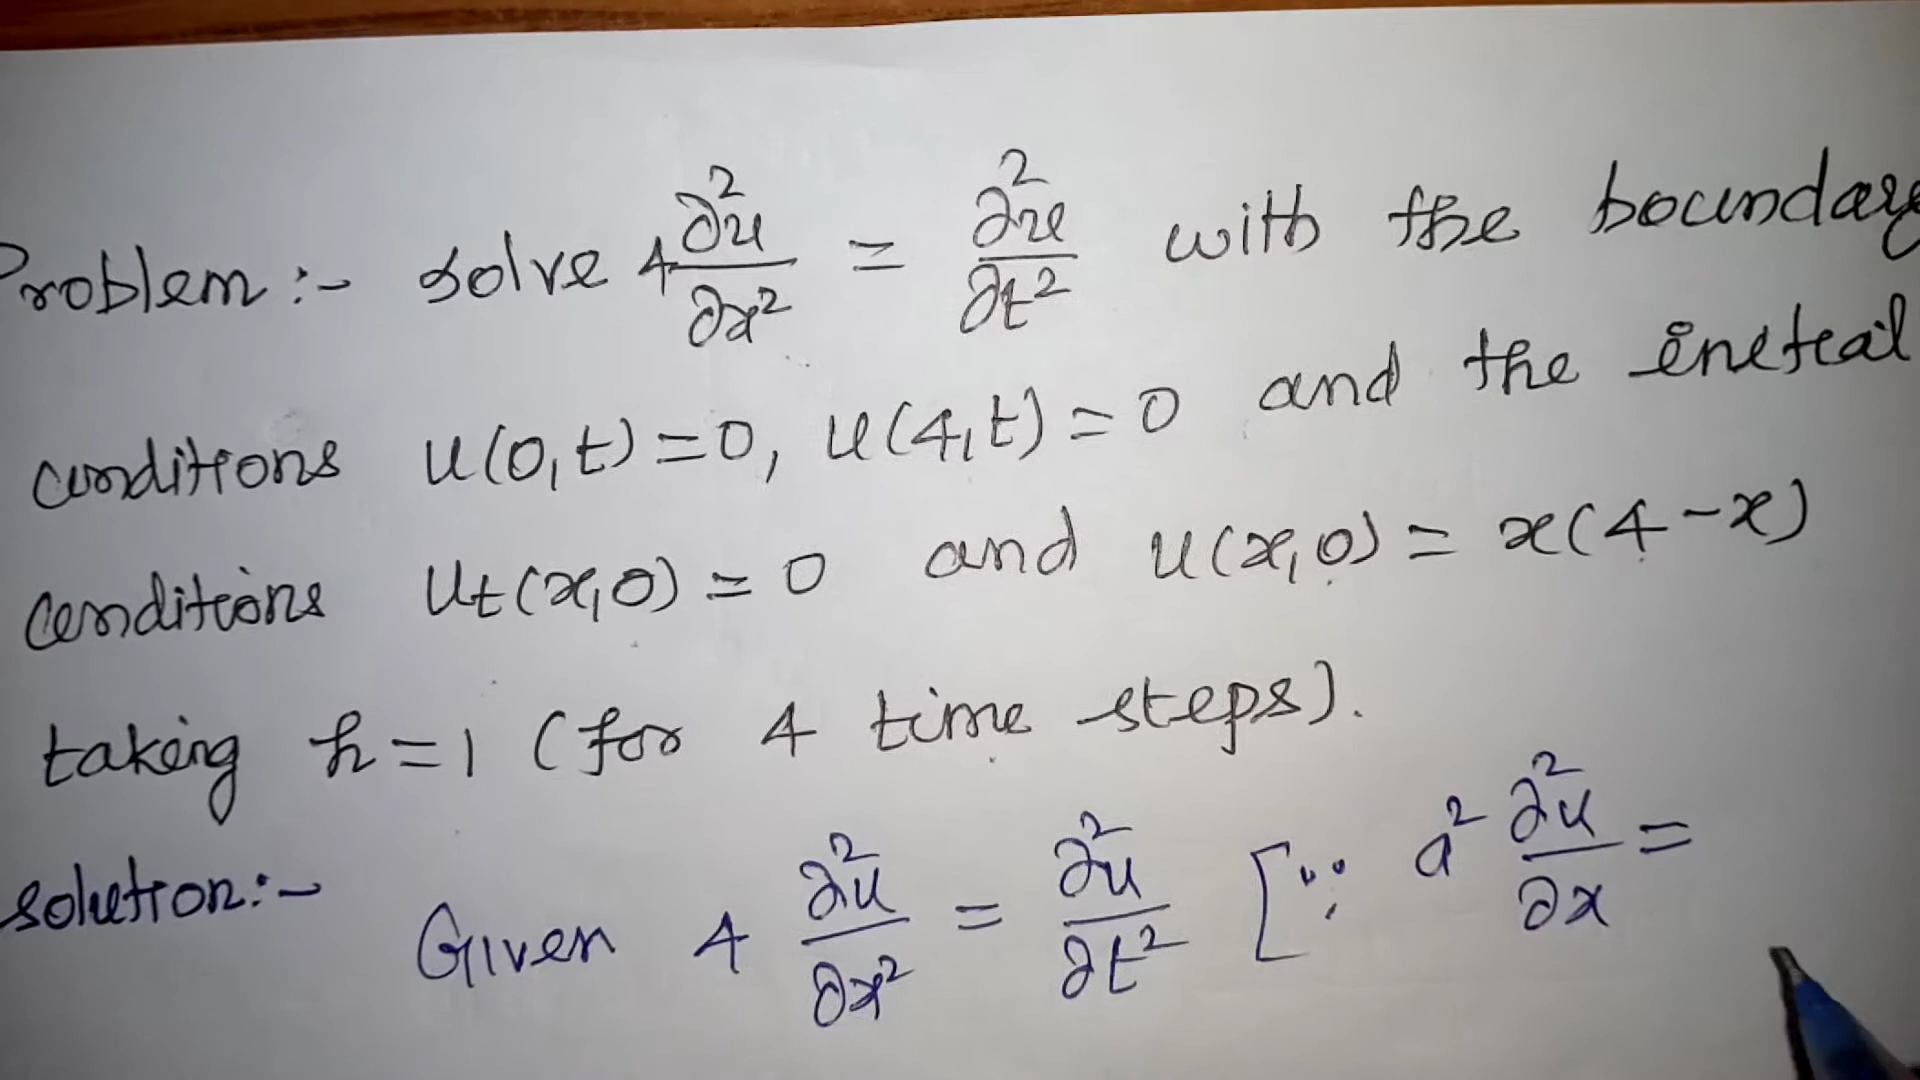 Problem :- solve 4 ∂²u/∂x² = ∂²u/∂t² with the boundary
conditions u(0,t)=0, u(4,t)=0 and the initial
conditions ut(x,0)=0 and u(x,0)=x(4-x)
taking h=1 (for 4 time steps).
solution:- Given 4 ∂²u/∂x² = ∂²u/∂t² [∵ a² ∂²u/∂x =